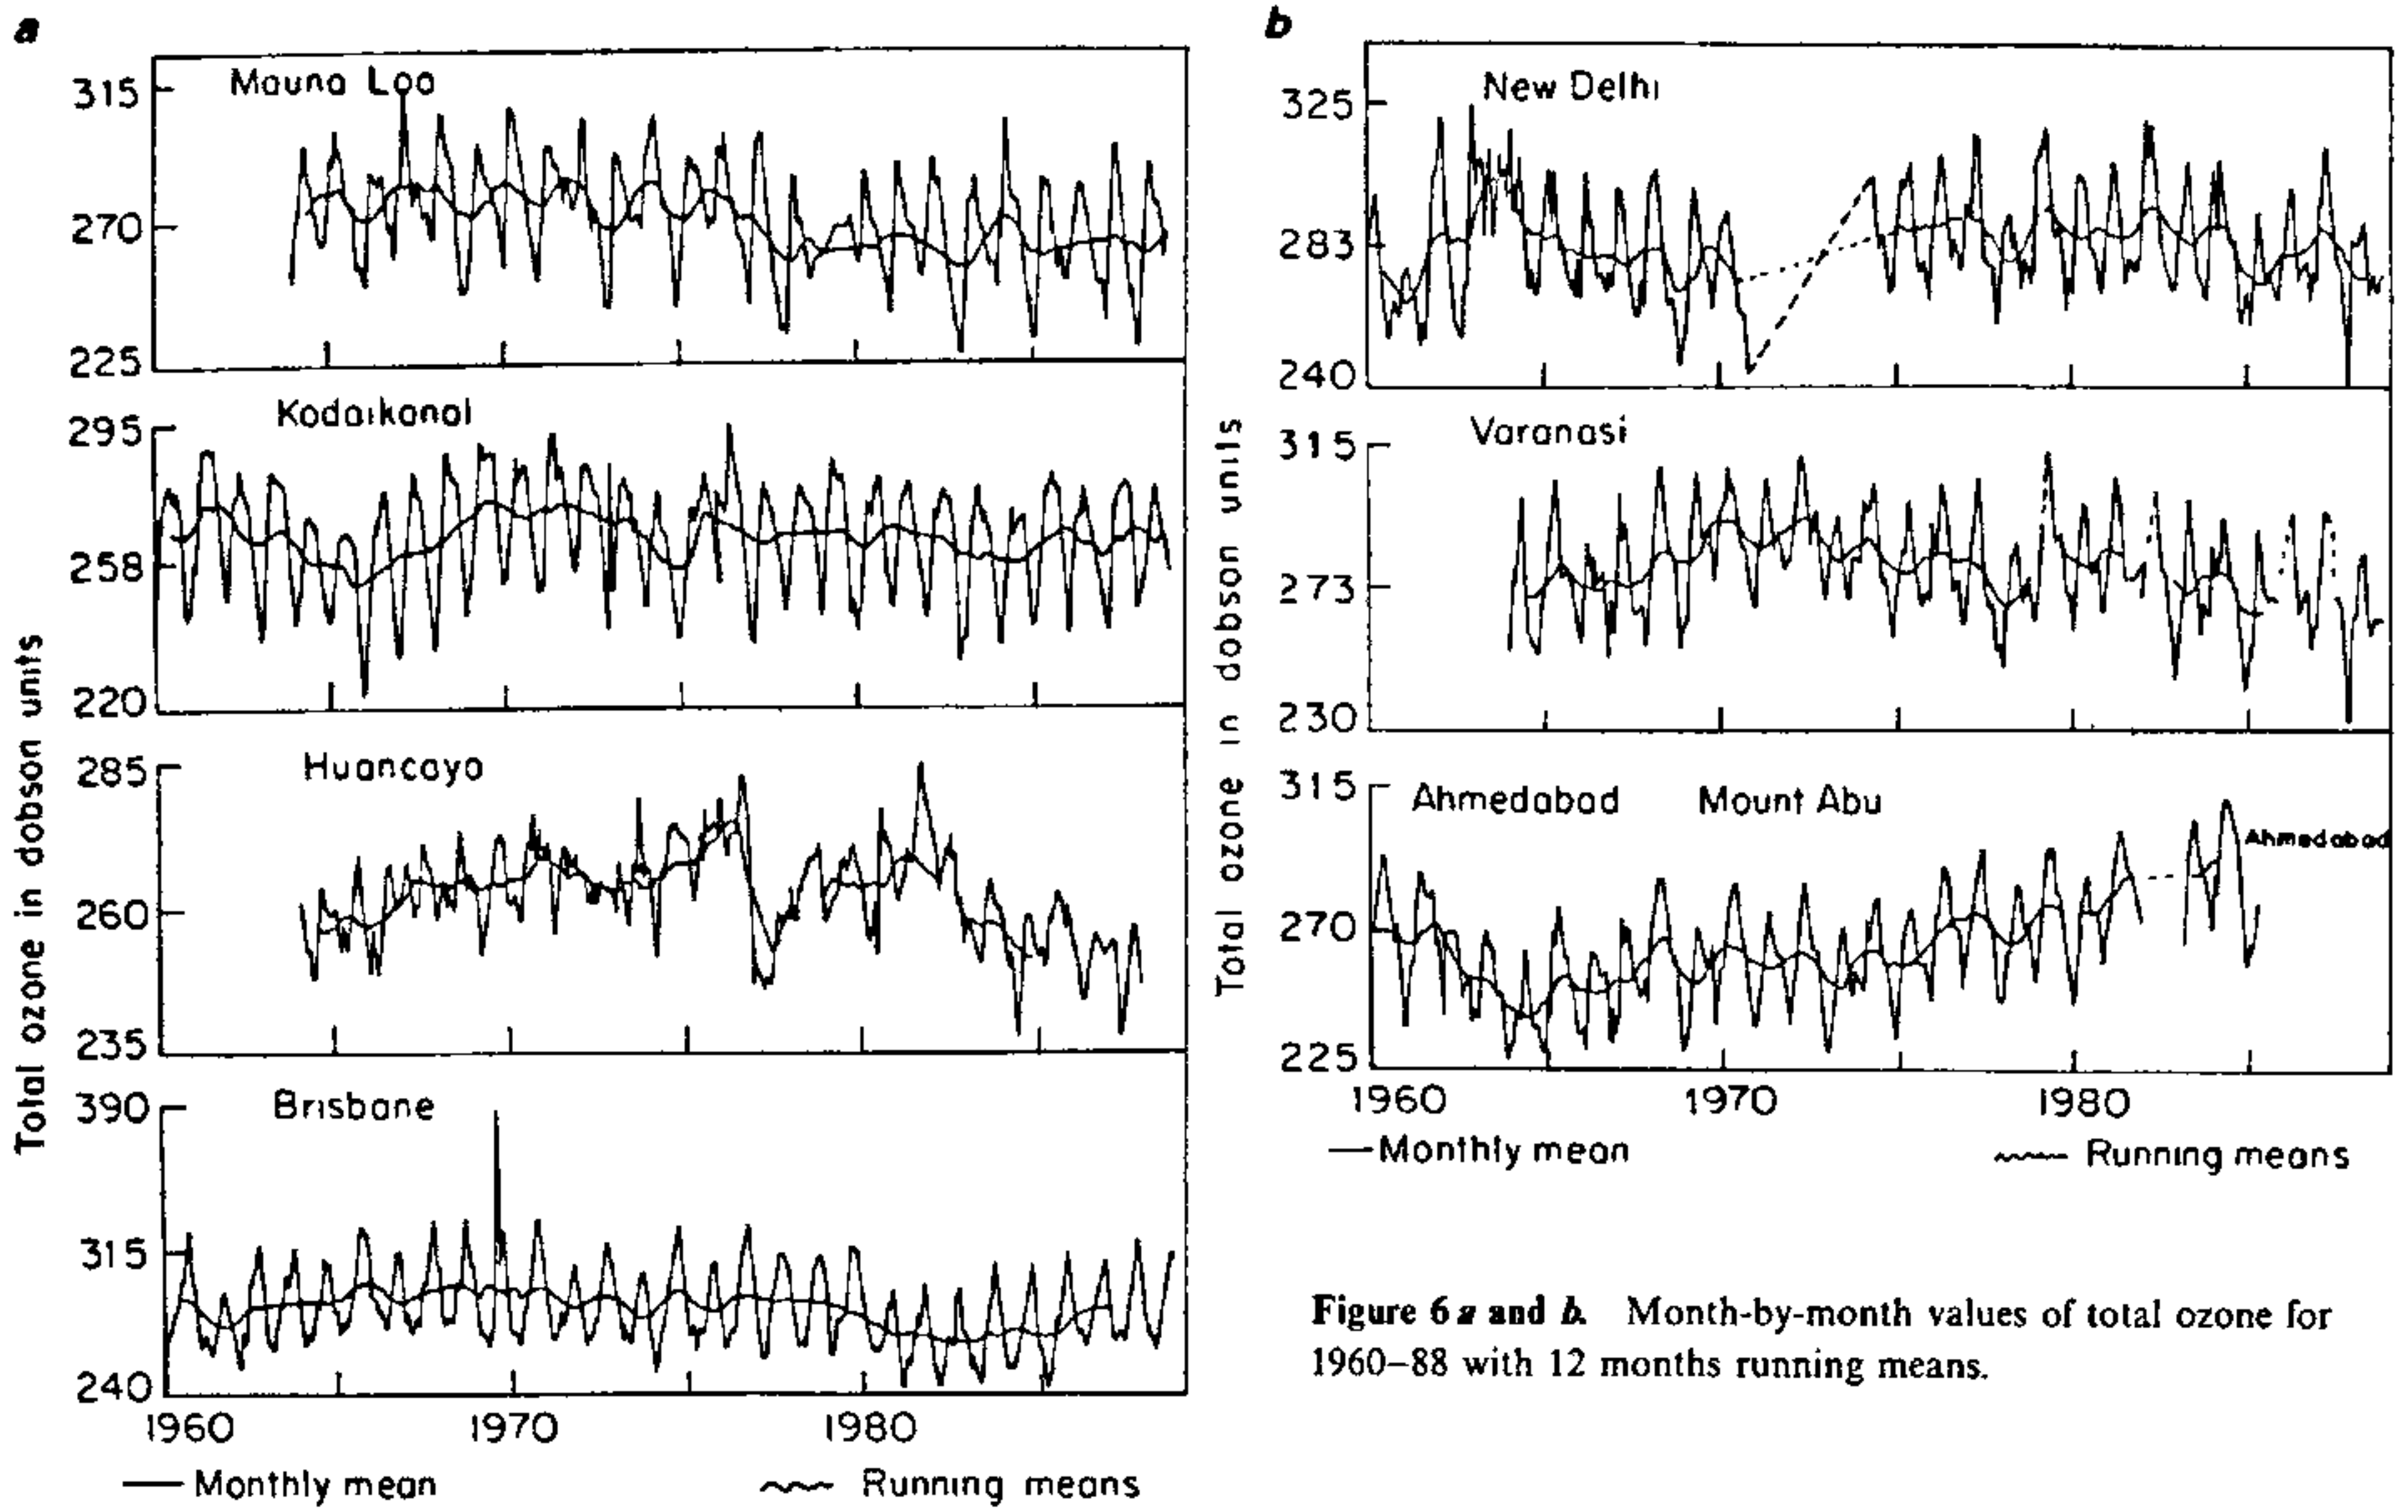 a
Mauna Loa
315
270
225
Kodaikanal
295
258
220
Huancayo
285
260
235
Brisbane
390
315
240
1960 1970 1980
Total ozone in dobson units
Monthly mean Running means
b
New Delhi
325
283
240
Varanasi
315
273
230
Ahmedabad Mount Abu
315
Ahmedabad
270
225
1960 1970 1980
Total ozone in dobson units
Monthly mean Running means
Figure 6 a and b. Month-by-month values of total ozone for
1960–88 with 12 months running means.